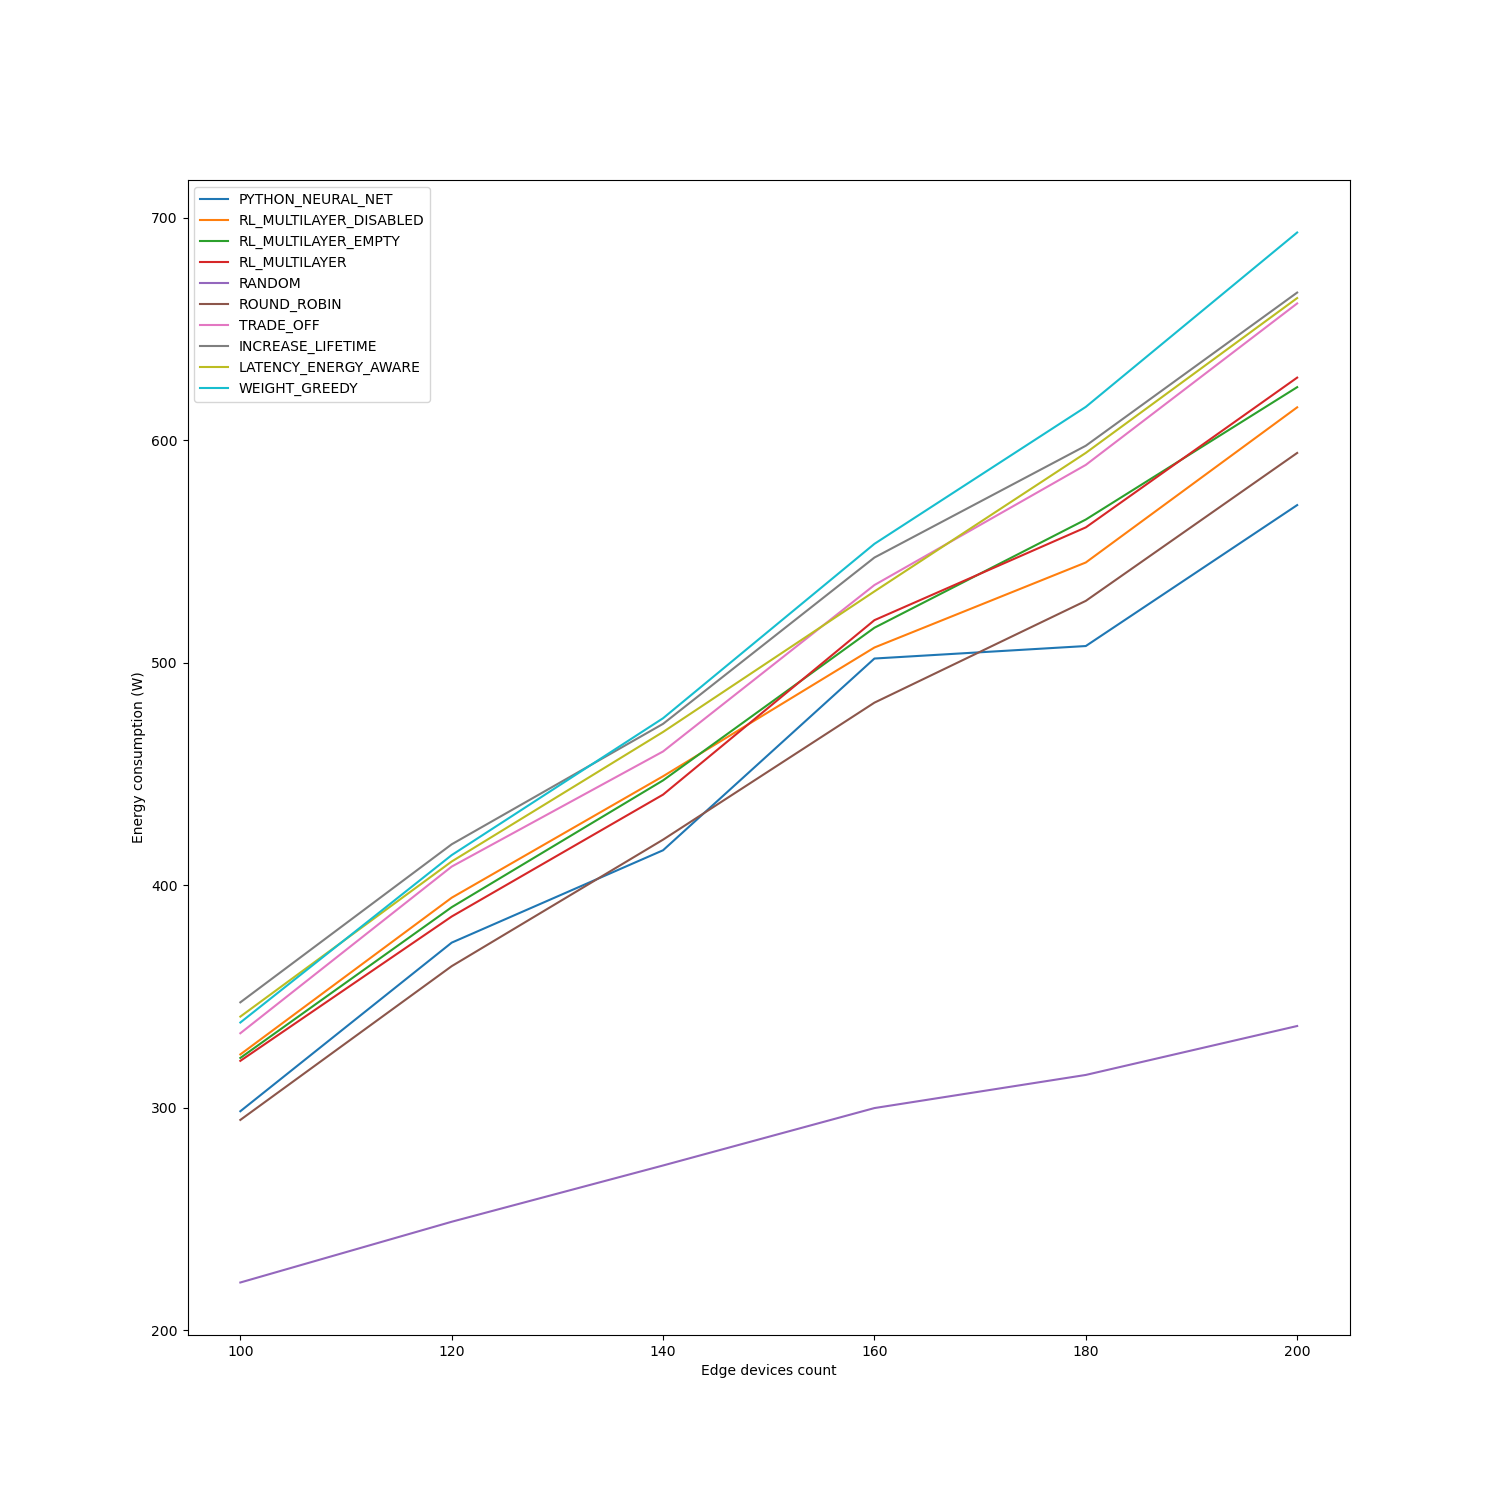 PYTHON_NEURAL_NET
RL_MULTILAYER_DISABLED
RL_MULTILAYER_EMPTY
RL_MULTILAYER
RANDOM
ROUND_ROBIN
TRADE_OFF
INCREASE_LIFETIME
LATENCY_ENERGY_AWARE
WEIGHT_GREEDY
700
600
500
400
300
200
Energy consumption (W)
100 120 140 160 180 200
Edge devices count